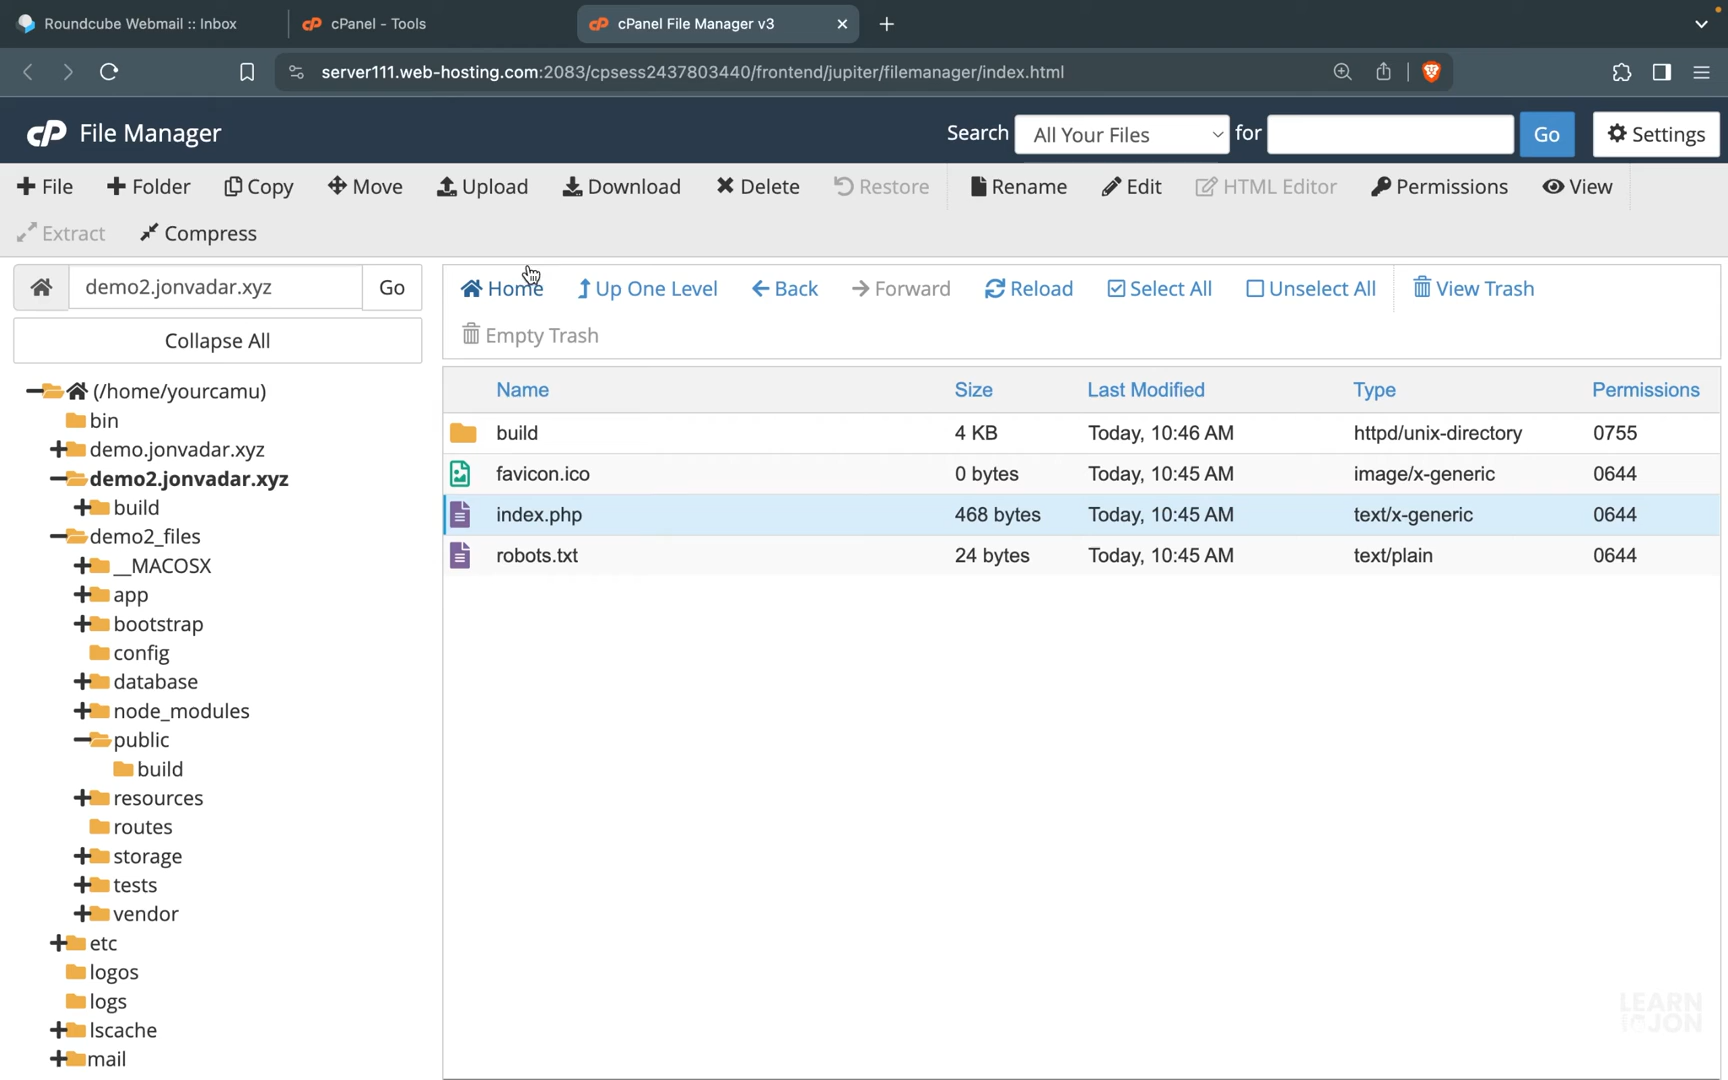 Roundcube Webmail :: Inbox
cPanel - Tools
cPanel File Manager v3
server111.web-hosting.com:2083/cpsess2437803440/frontend/jupiter/filemanager/index.html
cP File Manager
Search All Your Files for Go Settings
File Folder Copy Move Upload Download Delete Restore Rename Edit HTML Editor Permissions View
Extract Compress
demo2.jonvadar.xyz Go
Collapse All
(/home/yourcamu)
bin
demo.jonvadar.xyz
demo2.jonvadar.xyz
build
demo2_files
__MACOSX
app
bootstrap
config
database
node_modules
public
build
resources
routes
storage
tests
vendor
etc
logos
logs
lscache
mail
Home Up One Level Back Forward Reload Select All Unselect All View Trash
Empty Trash
Name Size Last Modified Type Permissions
build 4 KB Today, 10:46 AM httpd/unix-directory 0755
favicon.ico 0 bytes Today, 10:45 AM image/x-generic 0644
index.php 468 bytes Today, 10:45 AM text/x-generic 0644
robots.txt 24 bytes Today, 10:45 AM text/plain 0644
LEARN
JON